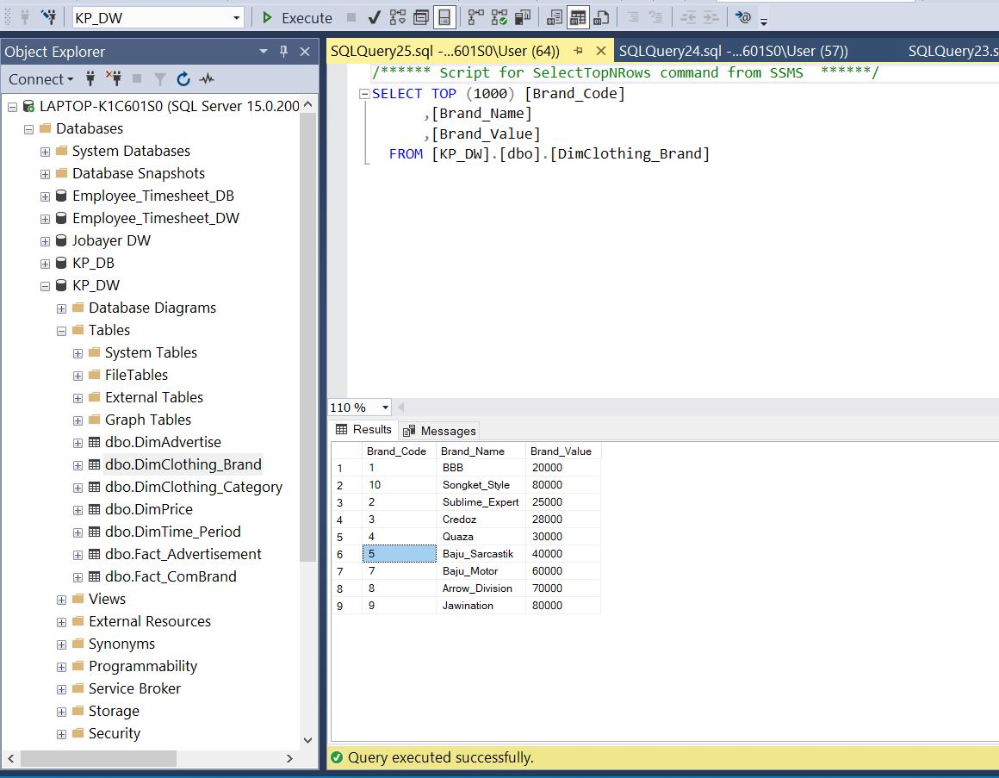 KP_DW
Execute
Object Explorer
Connect
LAPTOP-K1C601S0 (SQL Server 15.0.200
Databases
System Databases
Database Snapshots
Employee_Timesheet_DB
Employee_Timesheet_DW
Jobayer DW
KP_DB
KP_DW
Database Diagrams
Tables
System Tables
FileTables
External Tables
Graph Tables
dbo.DimAdvertise
dbo.DimClothing_Brand
dbo.DimClothing_Category
dbo.DimPrice
dbo.DimTime_Period
dbo.Fact_Advertisement
dbo.Fact_ComBrand
Views
External Resources
Synonyms
Programmability
Service Broker
Storage
Security
SQLQuery25.sql -...601S0\User (64)) SQLQuery24.sql -...601S0\User (57)) SQLQuery23.s
/****** Script for SelectTopNRows command from SSMS  ******/
SELECT TOP (1000) [Brand_Code]
,[Brand_Name]
,[Brand_Value]
FROM [KP_DW].[dbo].[DimClothing_Brand]
110 %
Results Messages
Brand_Code Brand_Name Brand_Value
1 1 BBB 20000
2 10 Songket_Style 80000
3 2 Sublime_Expert 25000
4 3 Credoz 28000
5 4 Quaza 30000
6 5 Baju_Sarcastik 40000
7 7 Baju_Motor 60000
8 8 Arrow_Division 70000
9 9 Jawination 80000
Query executed successfully.